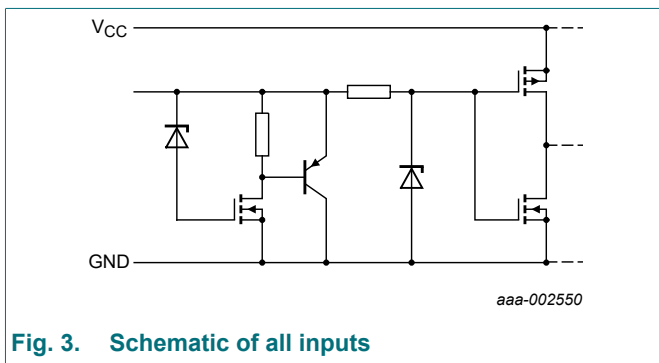 VCC
GND
aaa-002550
Fig. 3. Schematic of all inputs